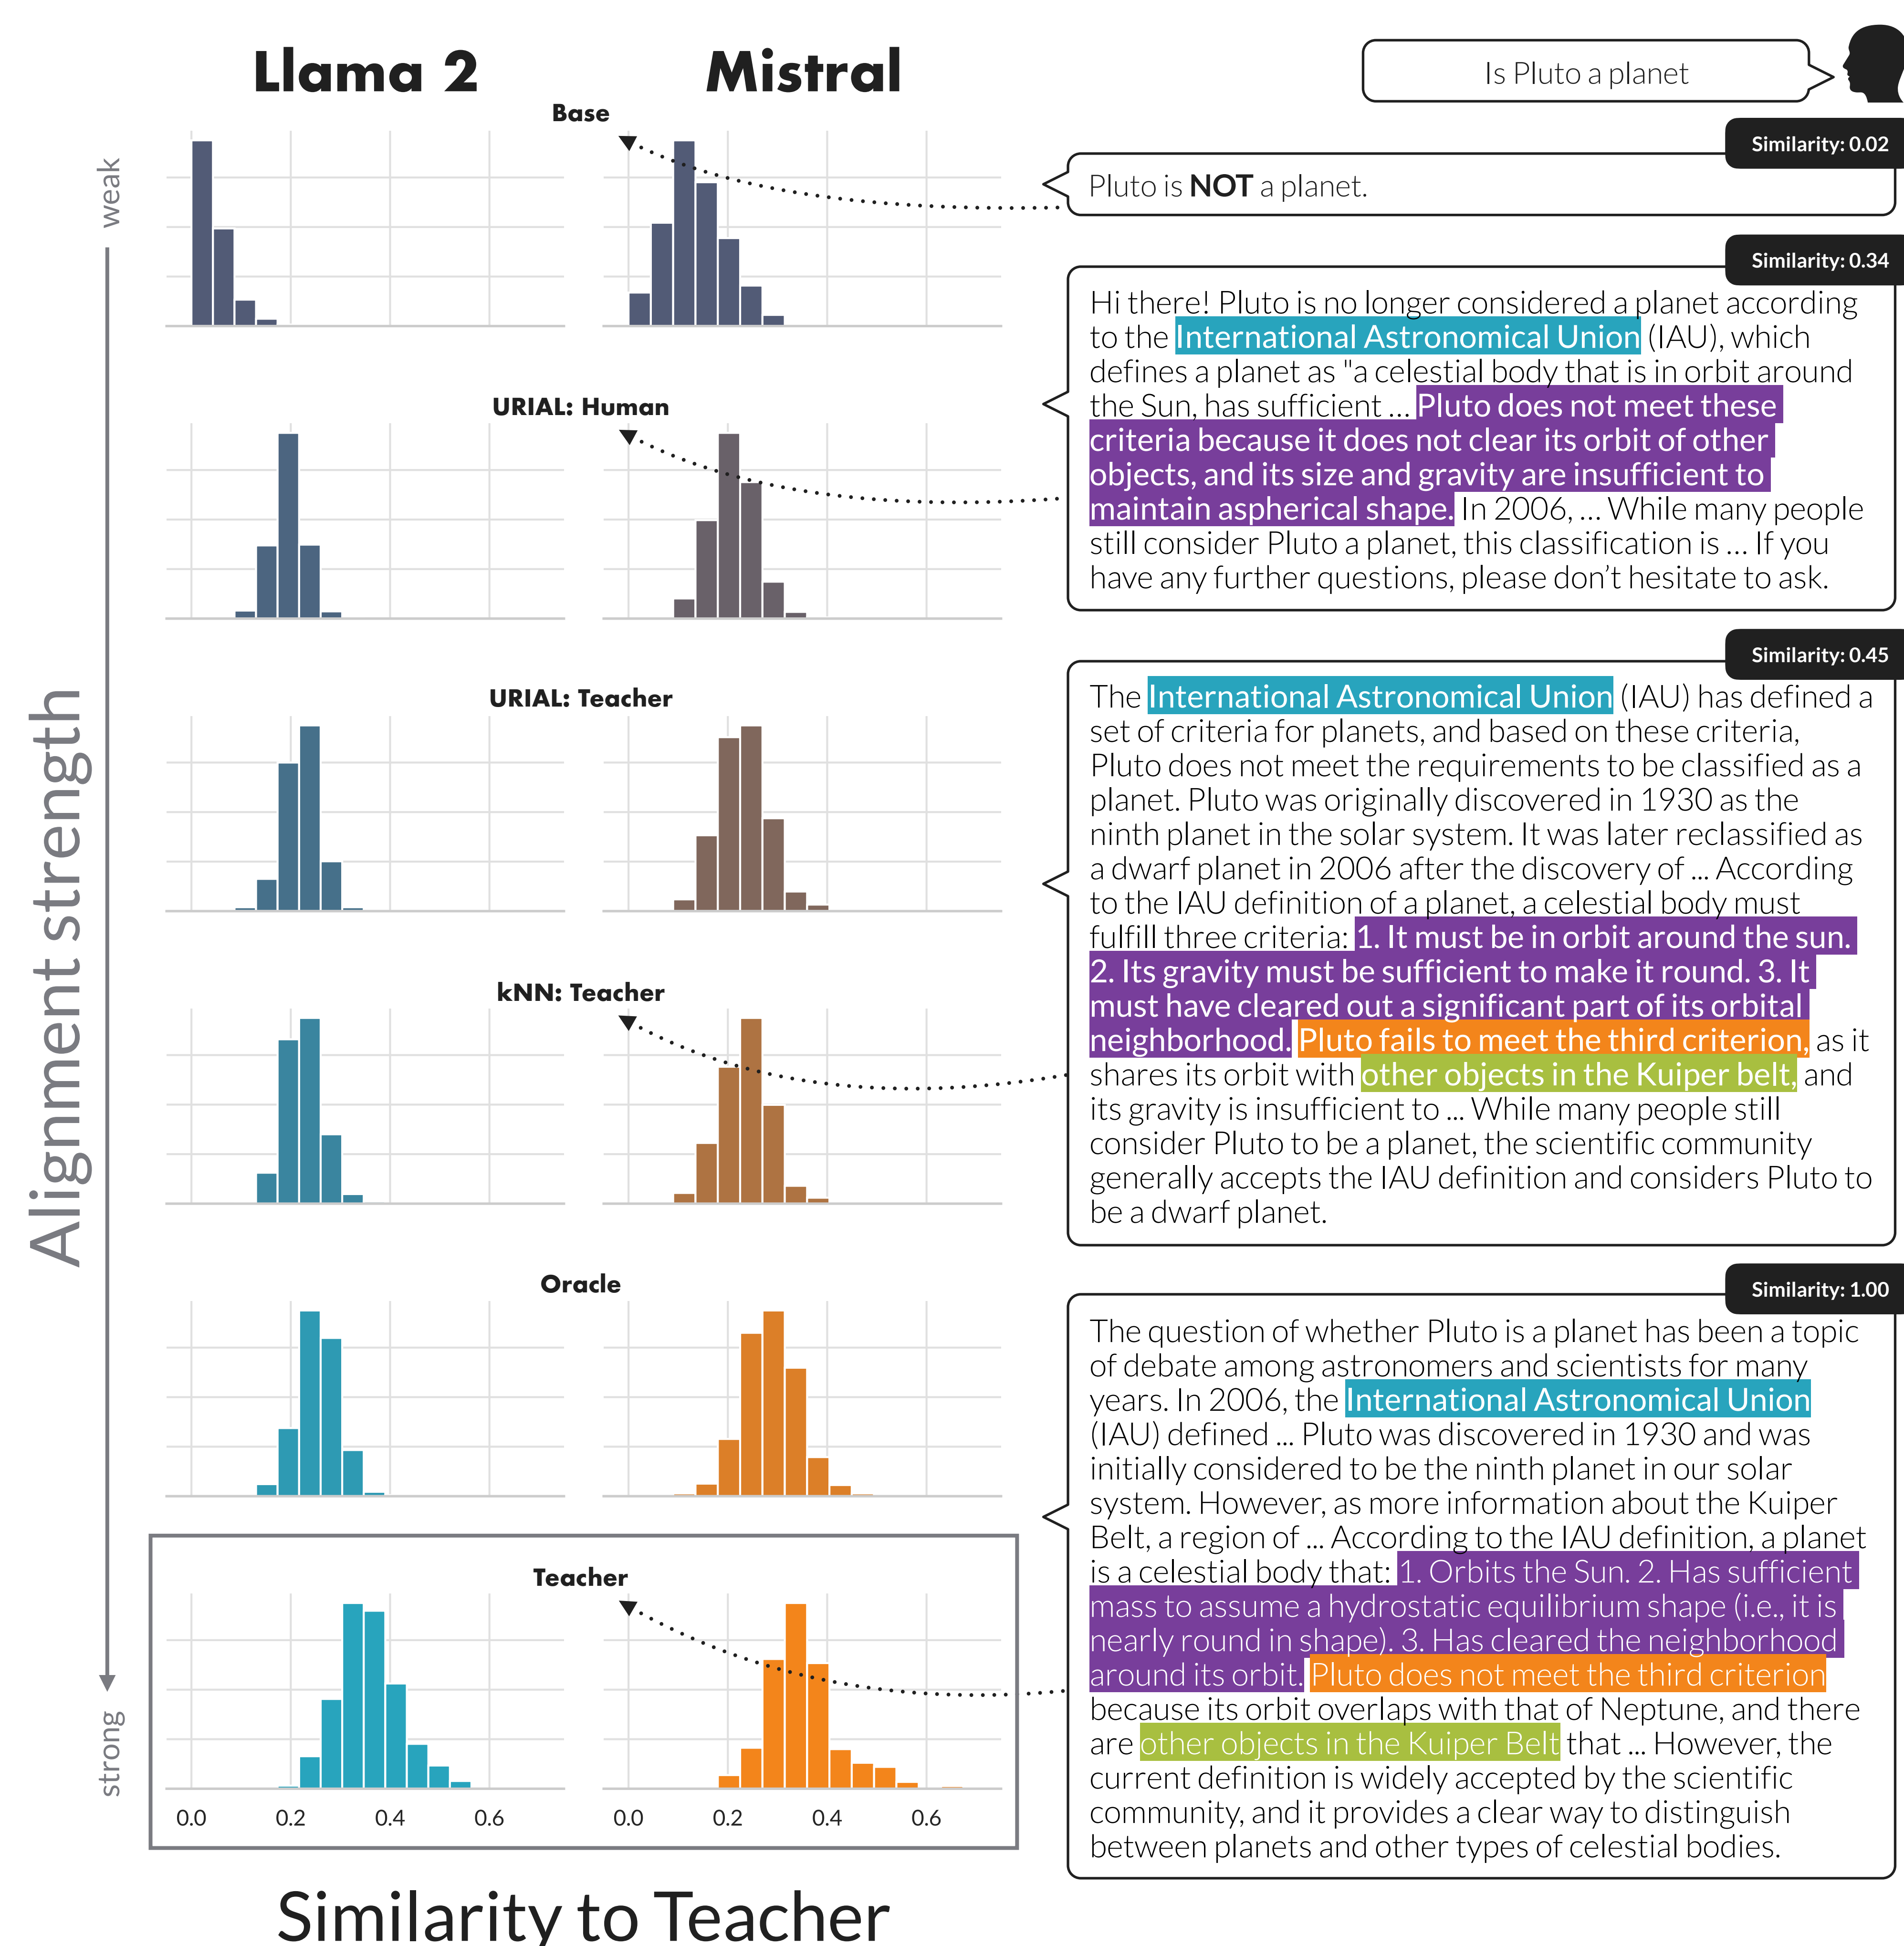 Llama 2
Mistral
Is Pluto a planet
Base
Similarity: 0.02
Pluto is NOT a planet.
weak
Similarity: 0.34
Hi there! Pluto is no longer considered a planet according
to the International Astronomical Union (IAU), which
defines a planet as "a celestial body that is in orbit around
the Sun, has sufficient ... Pluto does not meet these
criteria because it does not clear its orbit of other
objects, and its size and gravity are insufficient to
maintain aspherical shape. In 2006, ... While many people
still consider Pluto a planet, this classification is ... If you
have any further questions, please don’t hesitate to ask.
URIAL: Human
Similarity: 0.45
The International Astronomical Union (IAU) has defined a
set of criteria for planets, and based on these criteria,
Pluto does not meet the requirements to be classified as a
planet. Pluto was originally discovered in 1930 as the
ninth planet in the solar system. It was later reclassified as
a dwarf planet in 2006 after the discovery of ... According
to the IAU definition of a planet, a celestial body must
fulfill three criteria: 1. It must be in orbit around the sun.
2. Its gravity must be sufficient to make it round. 3. It
must have cleared out a significant part of its orbital
neighborhood. Pluto fails to meet the third criterion, as it
shares its orbit with other objects in the Kuiper belt, and
its gravity is insufficient to ... While many people still
consider Pluto to be a planet, the scientific community
generally accepts the IAU definition and considers Pluto to
be a dwarf planet.
URIAL: Teacher
Alignment strength
kNN: Teacher
Oracle
Similarity: 1.00
The question of whether Pluto is a planet has been a topic
of debate among astronomers and scientists for many
years. In 2006, the International Astronomical Union
(IAU) defined ... Pluto was discovered in 1930 and was
initially considered to be the ninth planet in our solar
system. However, as more information about the Kuiper
Belt, a region of ... According to the IAU definition, a planet
is a celestial body that: 1. Orbits the Sun. 2. Has sufficient
mass to assume a hydrostatic equilibrium shape (i.e., it is
nearly round in shape). 3. Has cleared the neighborhood
around its orbit. Pluto does not meet the third criterion
because its orbit overlaps with that of Neptune, and there
are other objects in the Kuiper Belt that ... However, the
current definition is widely accepted by the scientific
community, and it provides a clear way to distinguish
between planets and other types of celestial bodies.
Teacher
strong
0.0 0.2 0.4 0.6
0.0 0.2 0.4 0.6
Similarity to Teacher